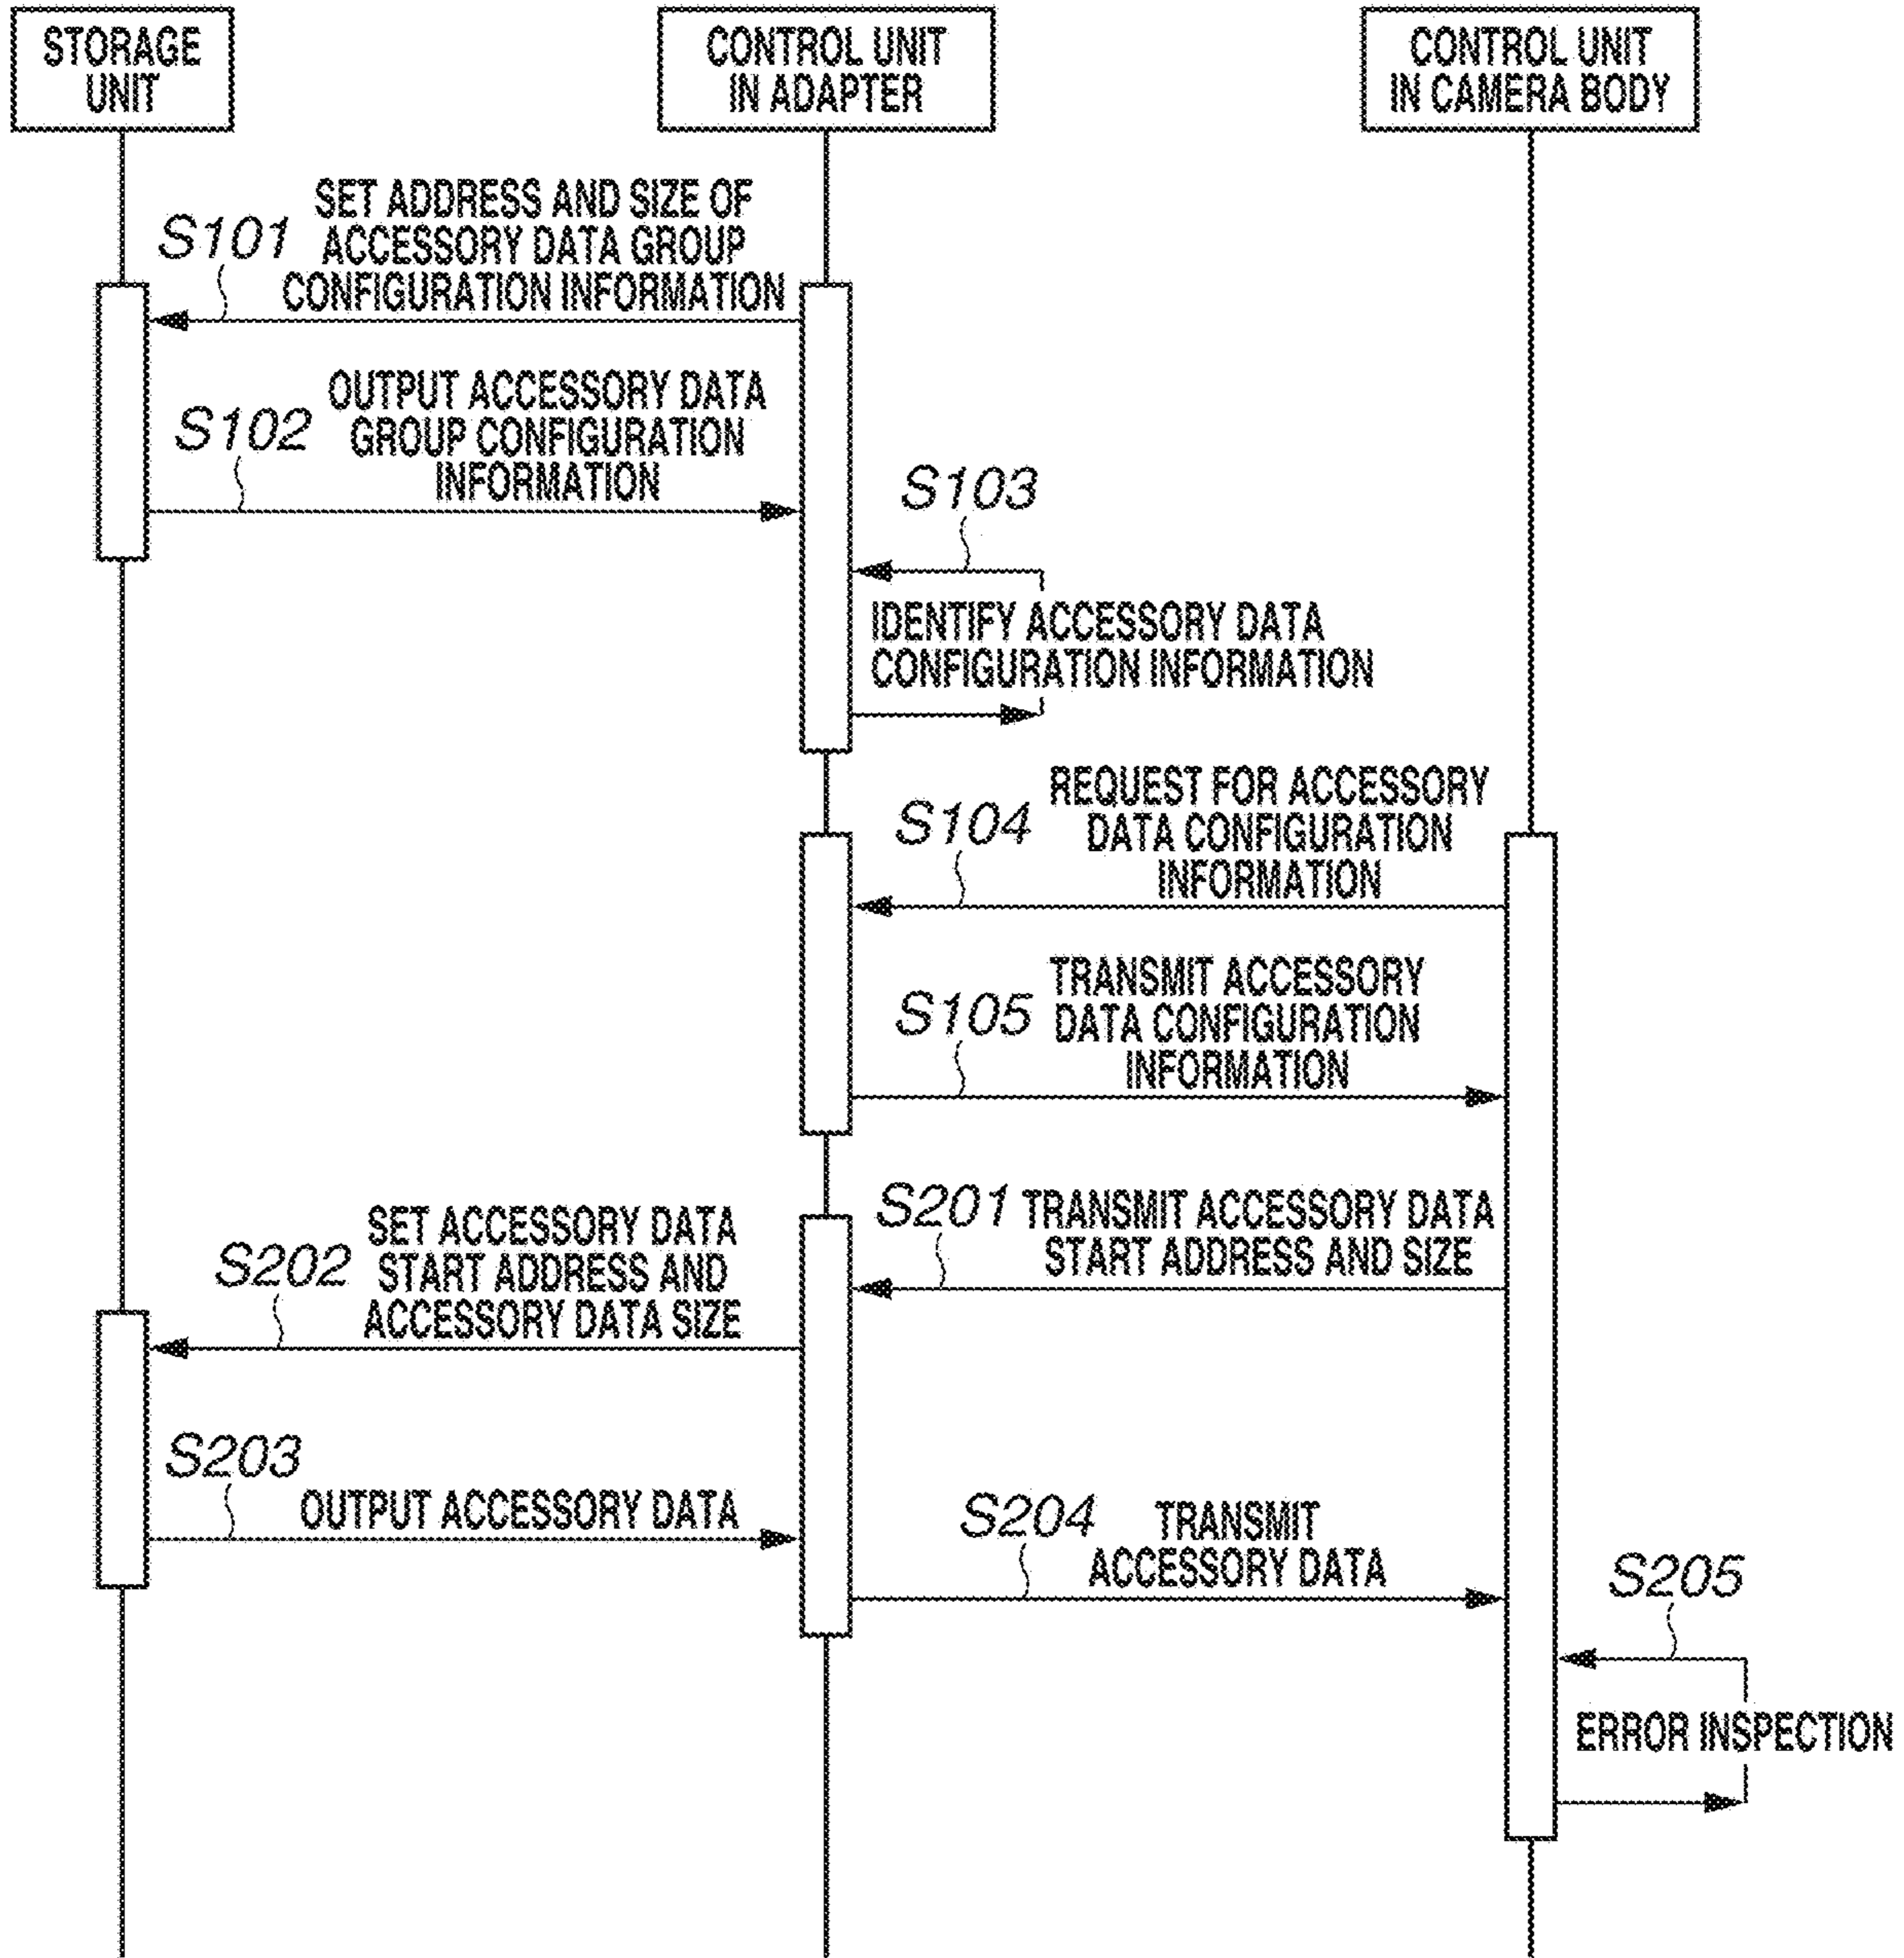 STORAGE
UNIT
CONTROL UNIT
IN ADAPTER
CONTROL UNIT
IN CAMERA BODY
S101
SET ADDRESS AND SIZE OF
ACCESSORY DATA GROUP
CONFIGURATION INFORMATION
S102
OUTPUT ACCESSORY DATA
GROUP CONFIGURATION
INFORMATION
S103
IDENTIFY ACCESSORY DATA
CONFIGURATION INFORMATION
S104
REQUEST FOR ACCESSORY
DATA CONFIGURATION
INFORMATION
S105
TRANSMIT ACCESSORY
DATA CONFIGURATION
INFORMATION
S201
TRANSMIT ACCESSORY DATA
START ADDRESS AND SIZE
S202
SET ACCESSORY DATA
START ADDRESS AND
ACCESSORY DATA SIZE
S203
OUTPUT ACCESSORY DATA
S204
TRANSMIT
ACCESSORY DATA
S205
ERROR INSPECTION